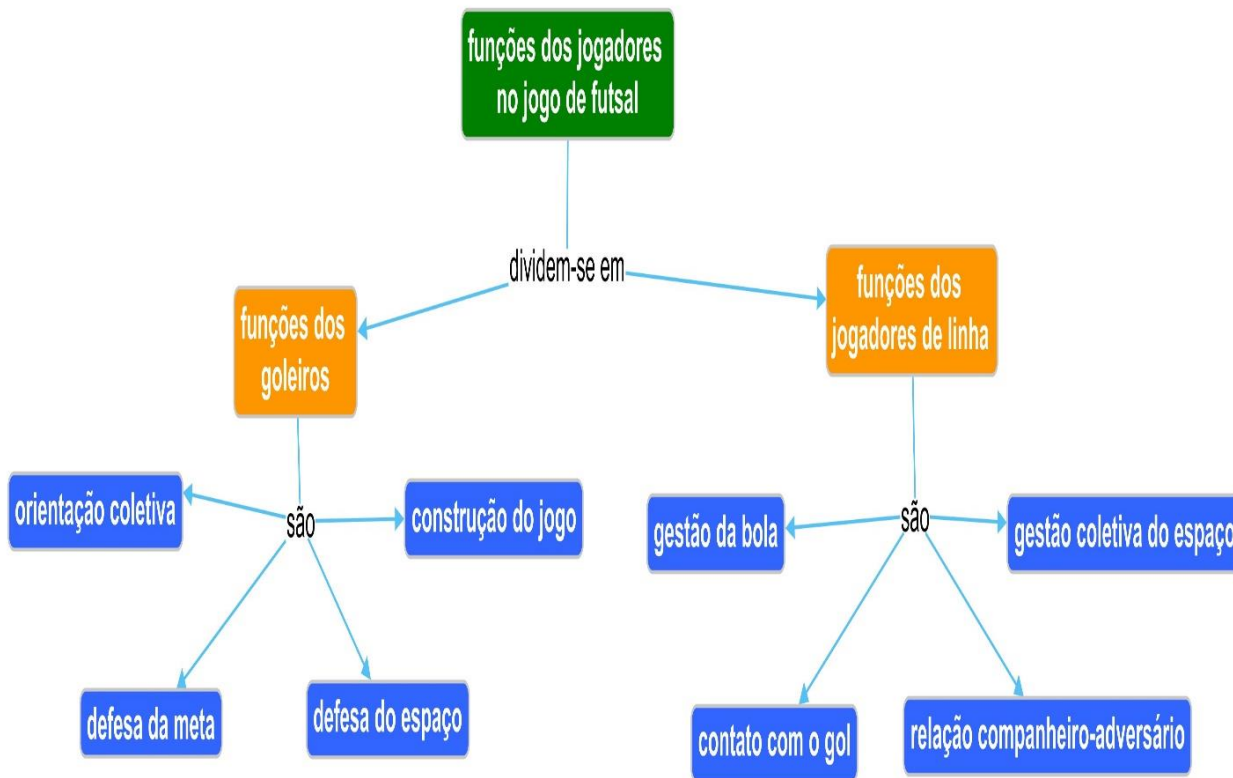 funções dos jogadores
no jogo de futsal
dividem-se em
funções dos
goleiros
funções dos
jogadores de linha
orientação coletiva
são
construção do jogo
defesa da meta
defesa do espaço
gestão da bola
são
gestão coletiva do espaço
contato com o gol
relação companheiro-adversário